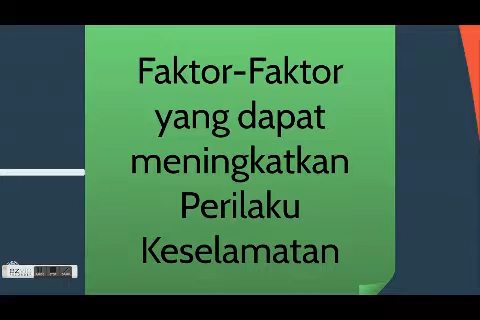 Faktor-Faktor
yang dapat
meningkatkan
Perilaku
Keselamatan